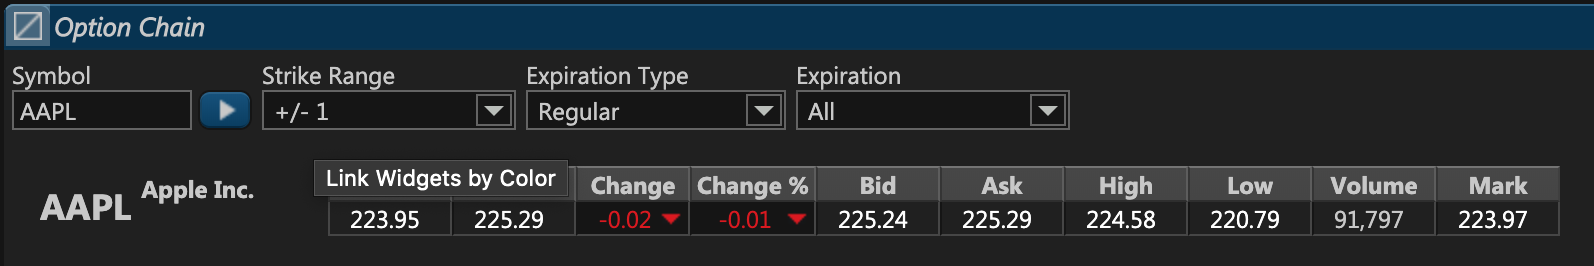 Option Chain
Symbol Strike Range Expiration Type Expiration
AAPL +/- 1 Regular All
Link Widgets by Color Change Change % Bid Ask High Low Volume Mark
AAPL Apple Inc.
223.95 225.29 -0.02 -0.01 225.24 225.29 224.58 220.79 91,797 223.97